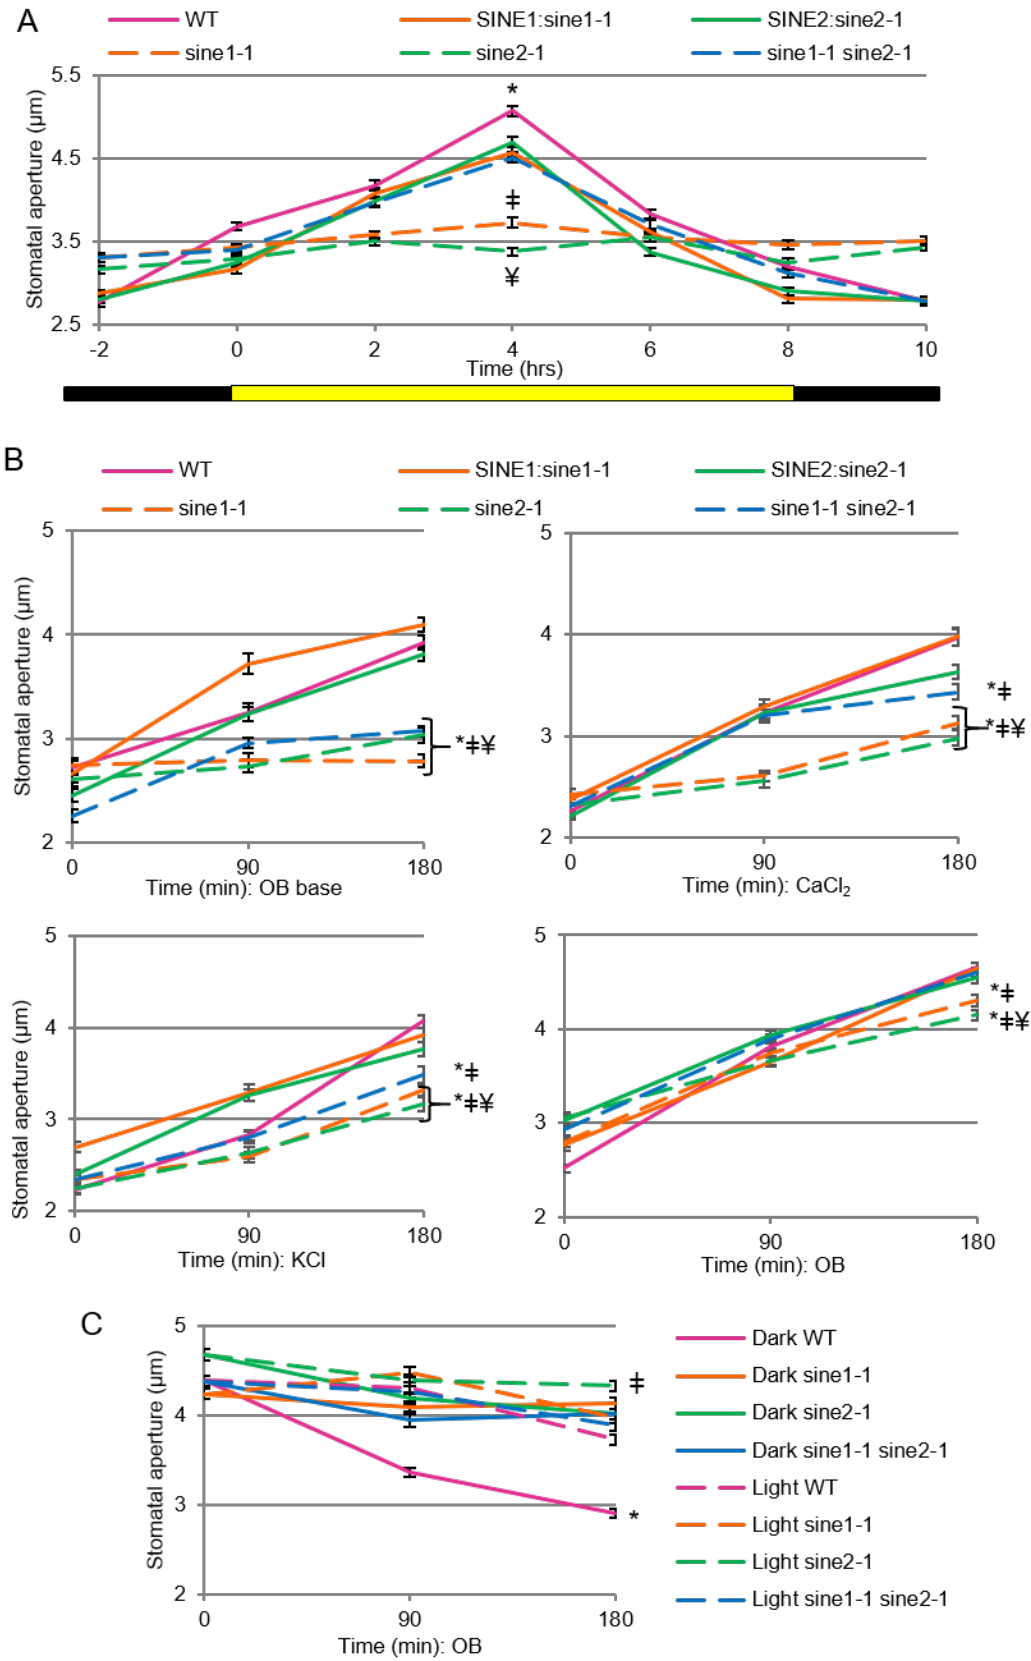 A
WT SINE1:sine1-1 SINE2:sine2-1
sine1-1 sine2-1 sine1-1 sine2-1
Stomatal aperture (μm)
5.5
*
4.5
ǂ
3.5
¥
2.5
-2 0 2 4 6 8 10
Time (hrs)
B
WT SINE1:sine1-1 SINE2:sine2-1
sine1-1 sine2-1 sine1-1 sine2-1
Stomatal aperture (μm)
5
4
3
2
*ǂ¥
0 90 180
Time (min): OB base
5
4
3
2
*ǂ
*ǂ¥
0 90 180
Time (min): CaCl₂
Stomatal aperture (μm)
5
4
3
2
*ǂ
*ǂ¥
0 90 180
Time (min): KCl
5
4
3
2
*ǂ
*ǂ¥
0 90 180
Time (min): OB
C
Stomatal aperture (μm)
5
4
3
2
ǂ
*
0 90 180
Time (min): OB
Dark WT
Dark sine1-1
Dark sine2-1
Dark sine1-1 sine2-1
Light WT
Light sine1-1
Light sine2-1
Light sine1-1 sine2-1